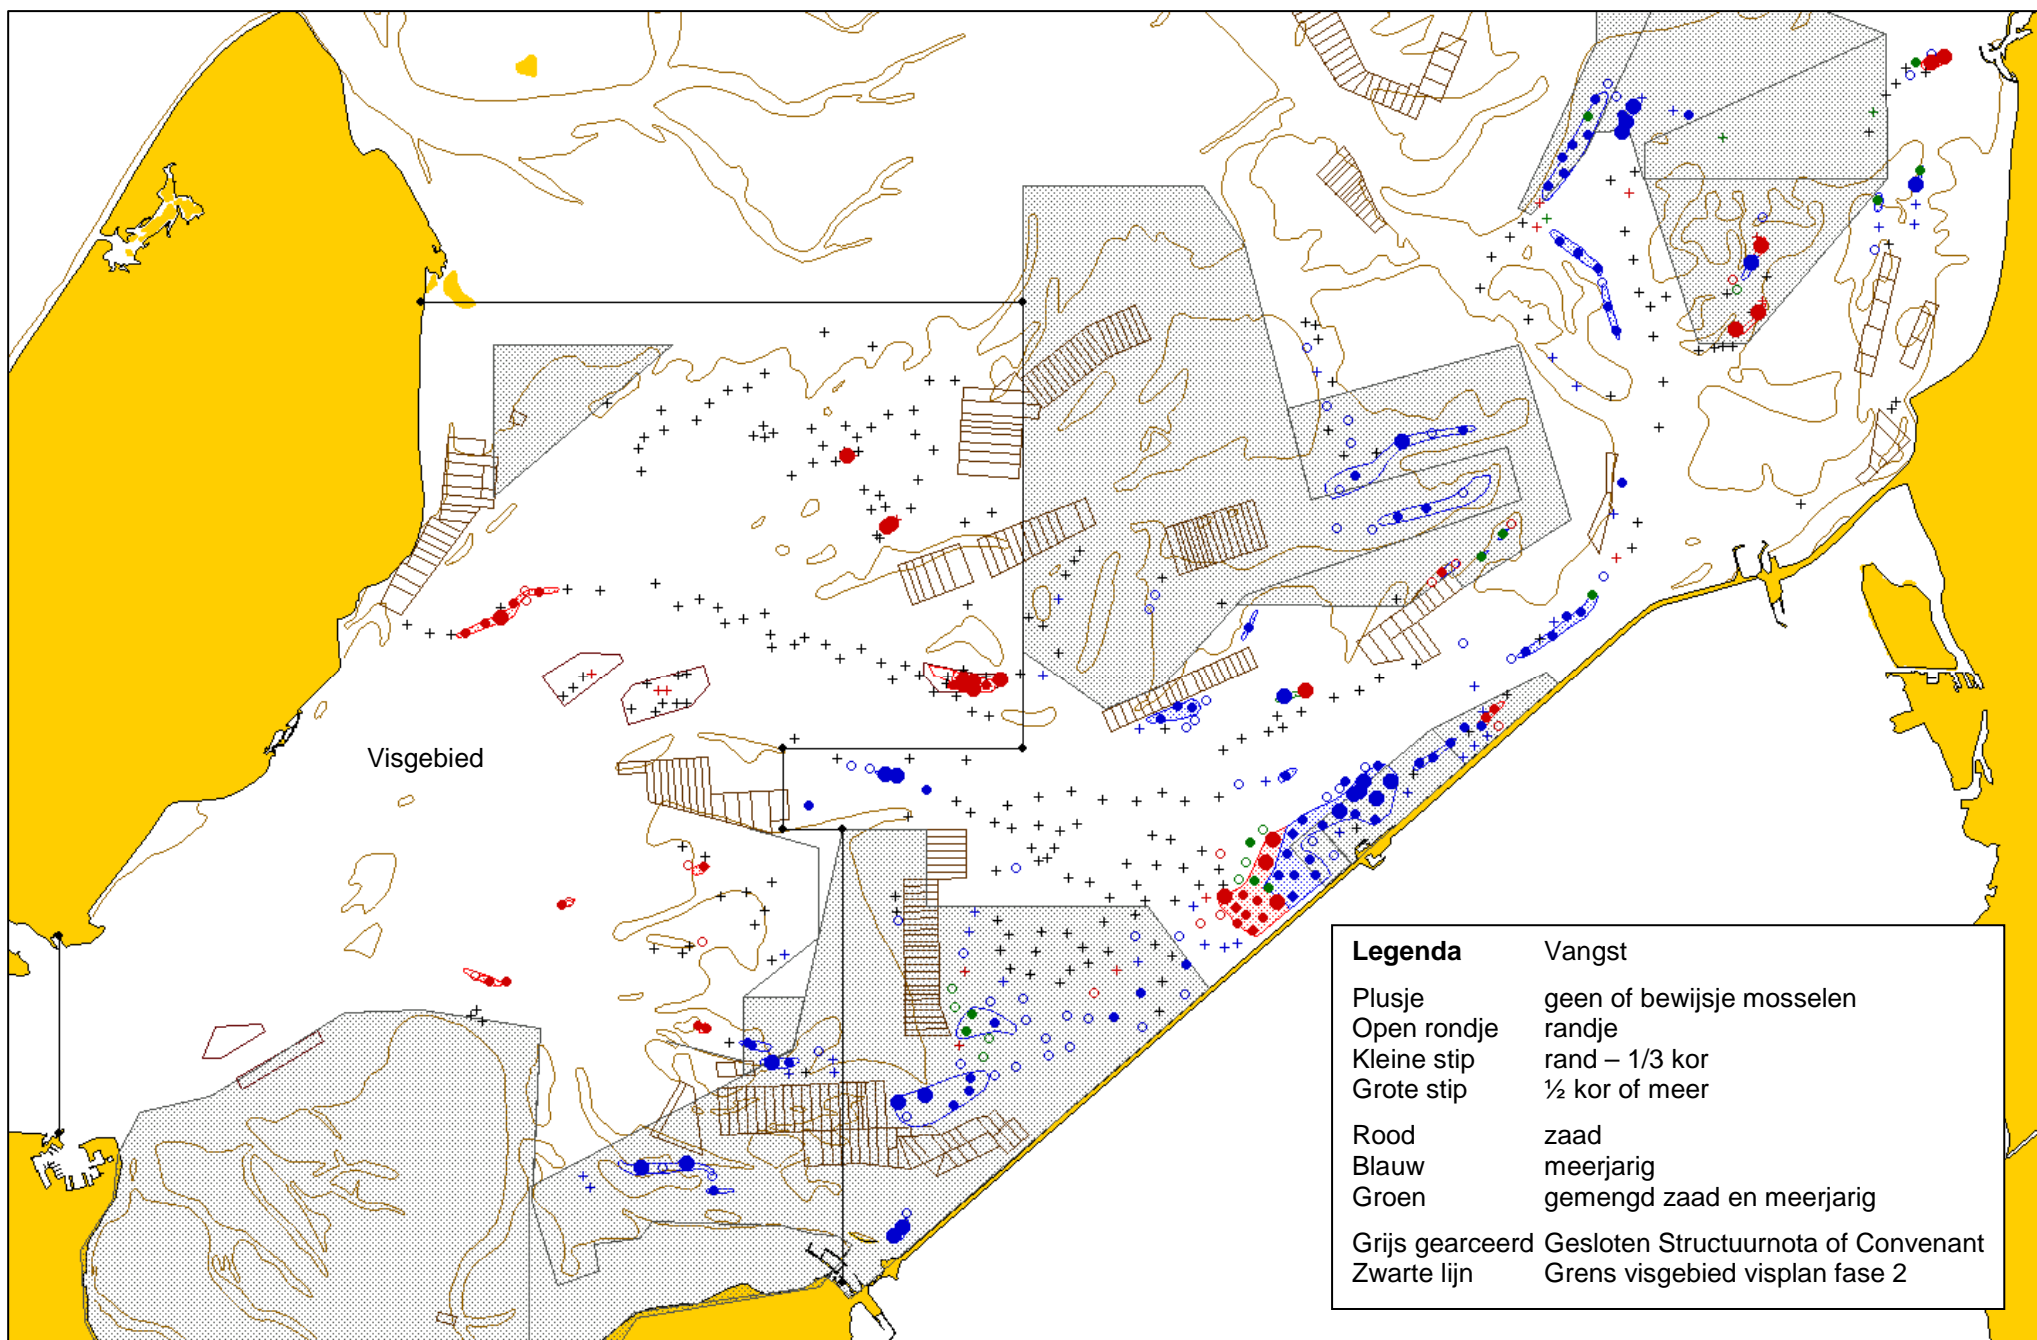 Visgebied
Legenda Vangst
Plusje geen of bewijsje mosselen
Open rondje randje
Kleine stip rand – 1/3 kor
Grote stip ½ kor of meer
Rood zaad
Blauw meerjarig
Groen gemengd zaad en meerjarig
Grijs gearceerd Gesloten Structuurnota of Convenant
Zwarte lijn Grens visgebied visplan fase 2